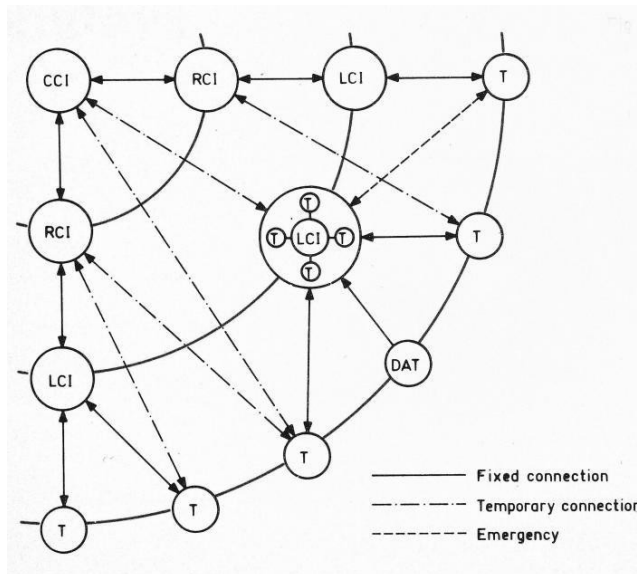 CCI
RCI
LCI
T
RCI
T
T
LCI
T
T
T
DAT
LCI
T
T
T
Fixed connection
Temporary connection
Emergency